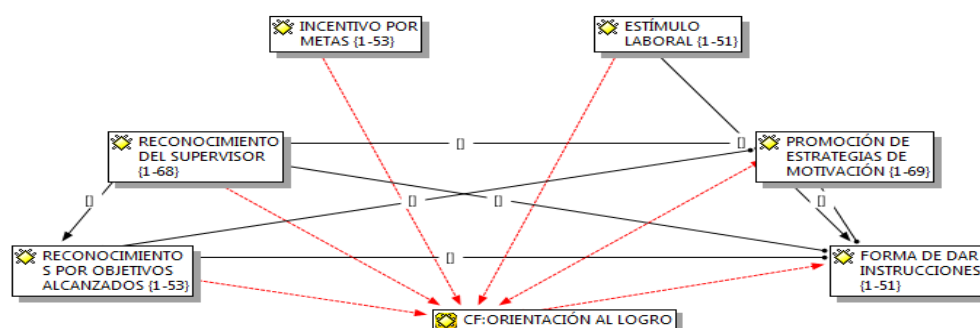 INCENTIVO POR
METAS {1-53}
ESTÍMULO
LABORAL {1-51}
RECONOCIMIENTO
DEL SUPERVISOR
{1-68}
[]
[]
PROMOCIÓN DE
ESTRATEGIAS DE
MOTIVACIÓN {1-69}
[]
[]
[]
[]
RECONOCIMIENTO
S POR OBJETIVOS
ALCANZADOS {1-53}
[]
FORMA DE DAR
INSTRUCCIONES
{1-51}
CF:ORIENTACIÓN AL LOGRO